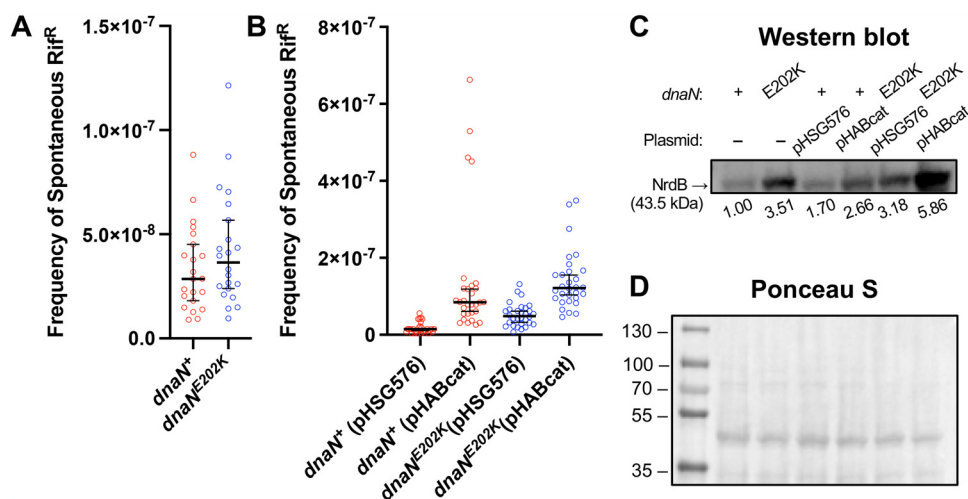 A
Frequency of Spontaneous Rifᴿ
1.5×10⁻⁷
1.0×10⁻⁷
5.0×10⁻⁸
0.0
dnaN⁺
dnaNᴱ²⁰²ᴷ
B
Frequency of Spontaneous Rifᴿ
8×10⁻⁷
6×10⁻⁷
4×10⁻⁷
2×10⁻⁷
0
dnaN⁺ (pHSG576)
dnaN⁺ (pHABcat)
dnaNᴱ²⁰²ᴷ(pHSG576)
dnaNᴱ²⁰²ᴷ(pHABcat)
C
Western blot
dnaN: + E202K + + E202K E202K
Plasmid: – – pHSG576 pHABcat pHSG576 pHABcat
NrdB →
(43.5 kDa)
1.00 3.51 1.70 2.66 3.18 5.86
D
Ponceau S
130 –
100 –
70 –
55 –
35 –